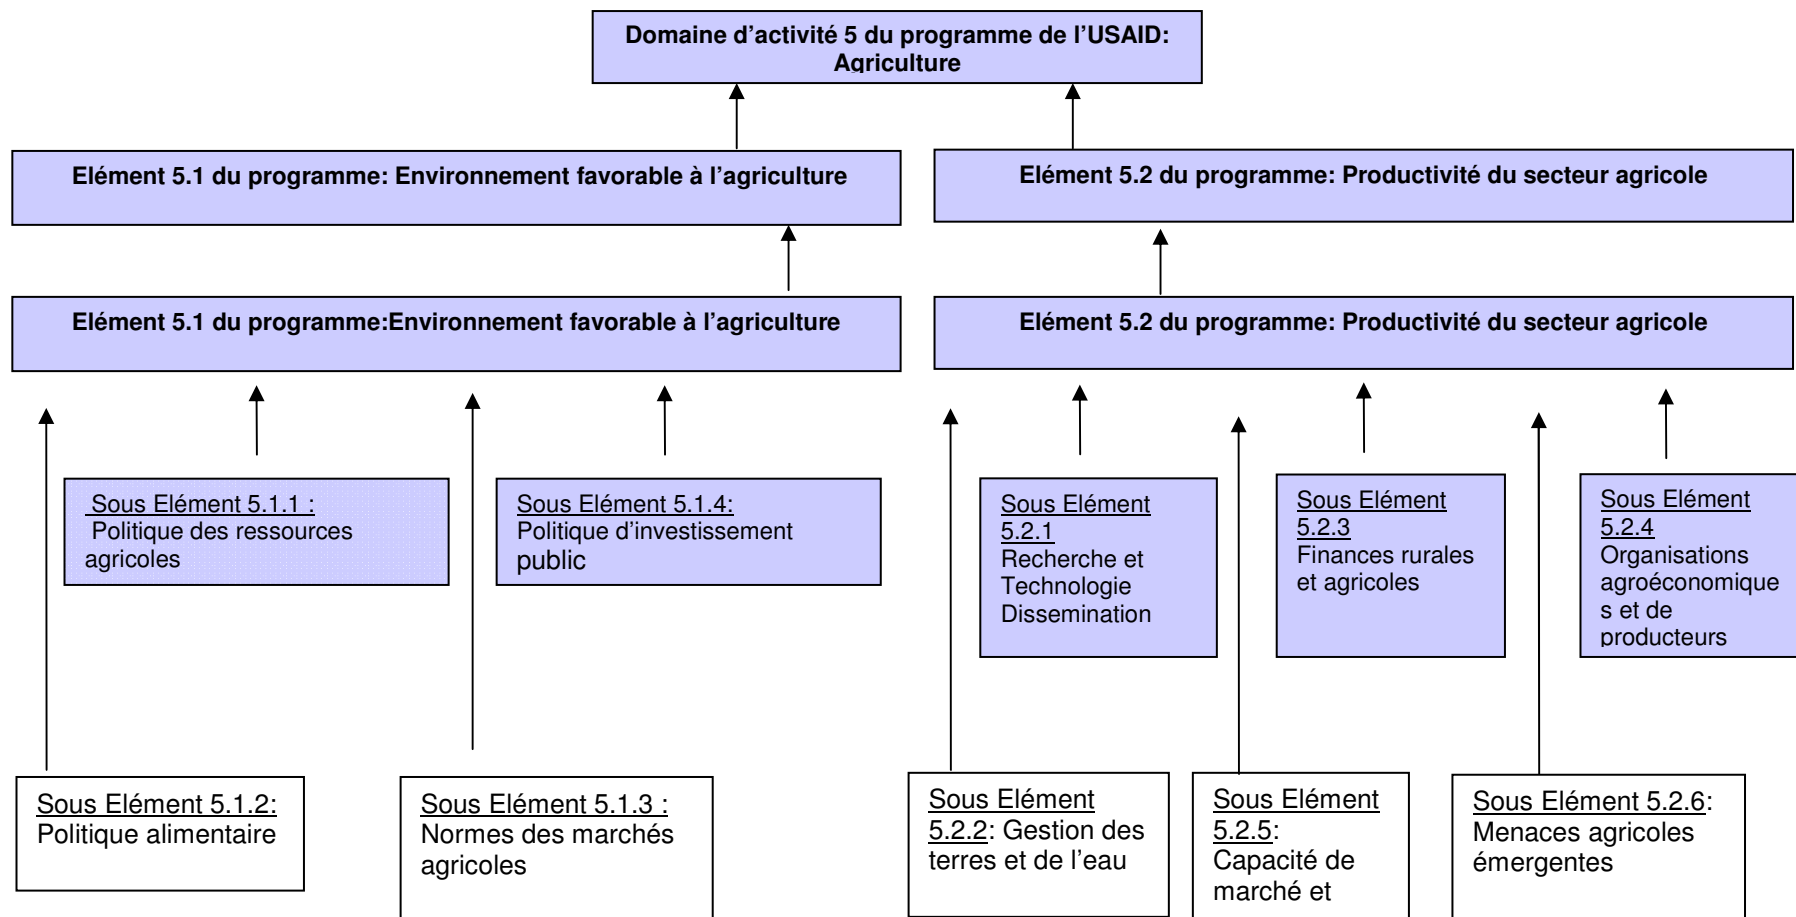 Domaine d’activité 5 du programme de l’USAID:
Agriculture
Elément 5.1 du programme: Environnement favorable à l’agriculture
Elément 5.2 du programme: Productivité du secteur agricole
Elément 5.1 du programme:Environnement favorable à l’agriculture
Elément 5.2 du programme: Productivité du secteur agricole
Sous Elément 5.1.1 :
Politique des ressources
agricoles
Sous Elément 5.1.4:
Politique d’investissement
public
Sous Elément
5.2.1
Recherche et
Technologie
Dissemination
Sous Elément
5.2.3
Finances rurales
et agricoles
Sous Elément
5.2.4
Organisations
agroéconomique
s et de
producteurs
Sous Elément 5.1.2:
Politique alimentaire
Sous Elément 5.1.3 :
Normes des marchés
agricoles
Sous Elément
5.2.2: Gestion des
terres et de l’eau
Sous Elément
5.2.5:
Capacité de
marché et
Sous Elément 5.2.6:
Menaces agricoles
émergentes